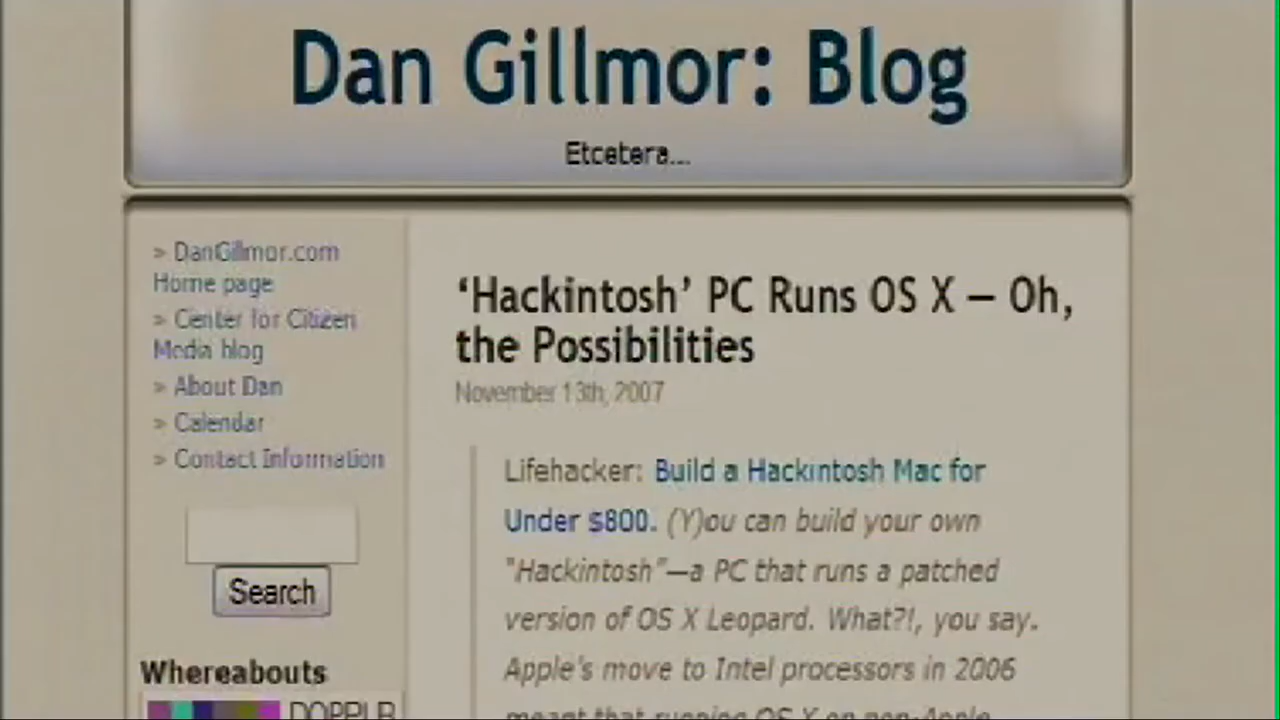 Dan Gillmor: Blog
Etcetera...
» DanGillmor.com
Home page
» Center for Citizen
Media blog
» About Dan
» Calendar
» Contact Information
Search
Whereabouts
DOPPLR
‘Hackintosh’ PC Runs OS X — Oh,
the Possibilities
November 13th, 2007
Lifehacker: Build a Hackintosh Mac for
Under $800. (Y)ou can build your own
"Hackintosh"—a PC that runs a patched
version of OS X Leopard. What?!, you say.
Apple's move to Intel processors in 2006
meant that running OS X on non-Apple